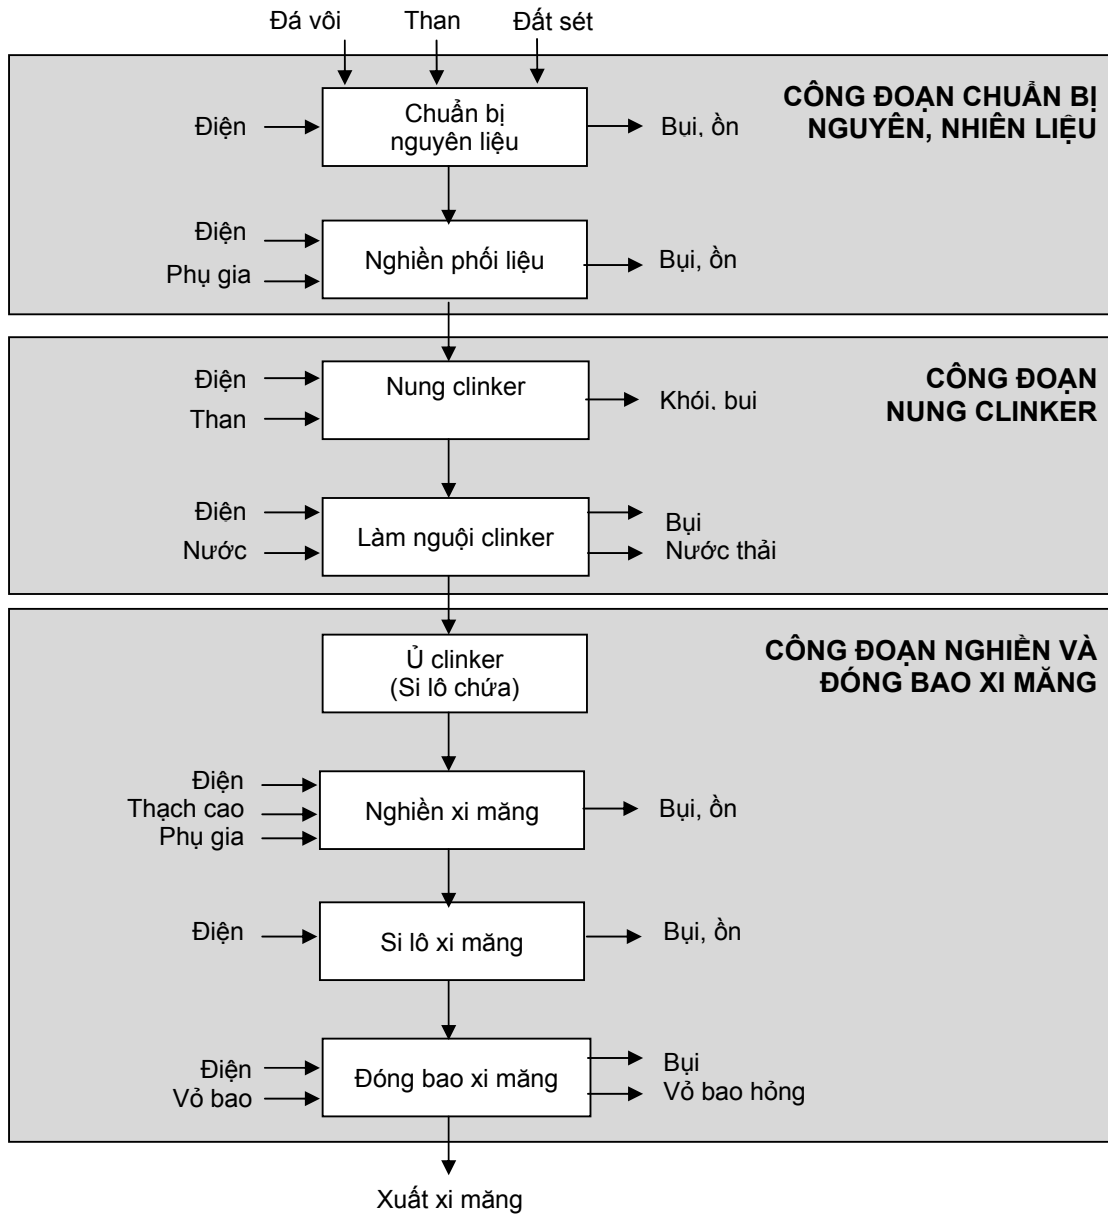 Đá vôi
Than
Đất sét
CÔNG ĐOẠN CHUẨN BỊ
NGUYÊN, NHIÊN LIỆU
Điện
Chuẩn bị
nguyên liệu
Bụi, ồn
Điện
Phụ gia
Nghiền phối liệu
Bụi, ồn
CÔNG ĐOẠN
NUNG CLINKER
Điện
Than
Nung clinker
Khói, bụi
Điện
Nước
Làm nguội clinker
Bụi
Nước thải
CÔNG ĐOẠN NGHIỀN VÀ
ĐÓNG BAO XI MĂNG
Ủ clinker
(Si lô chứa)
Điện
Thạch cao
Phụ gia
Nghiền xi măng
Bụi, ồn
Điện
Si lô xi măng
Bụi, ồn
Điện
Vỏ bao
Đóng bao xi măng
Bụi
Vỏ bao hỏng
Xuất xi măng